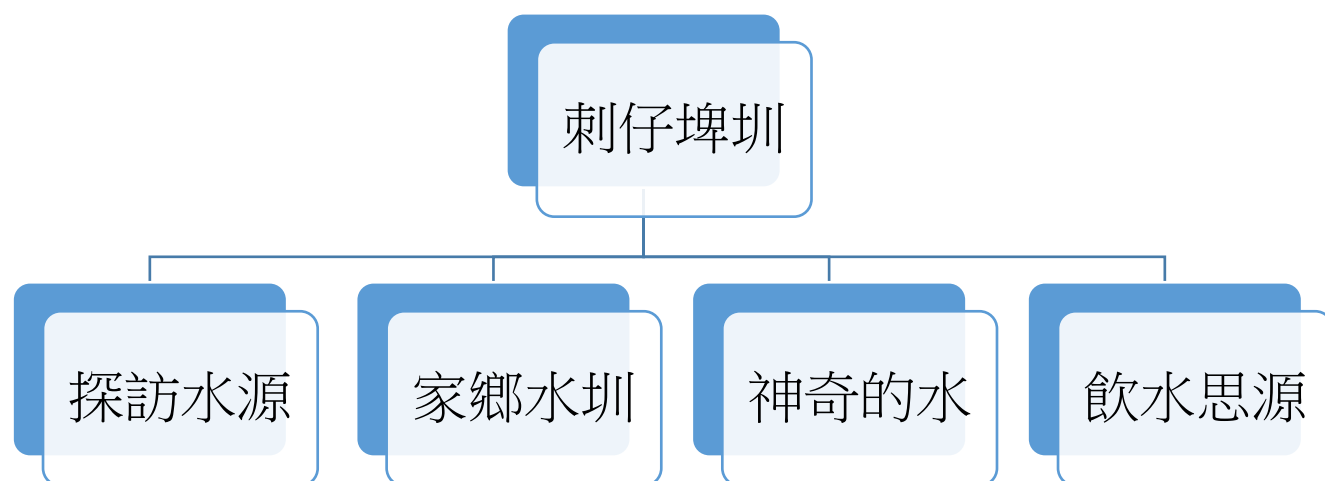 刺仔埤圳
探訪水源
家鄉水圳
神奇的水
飲水思源